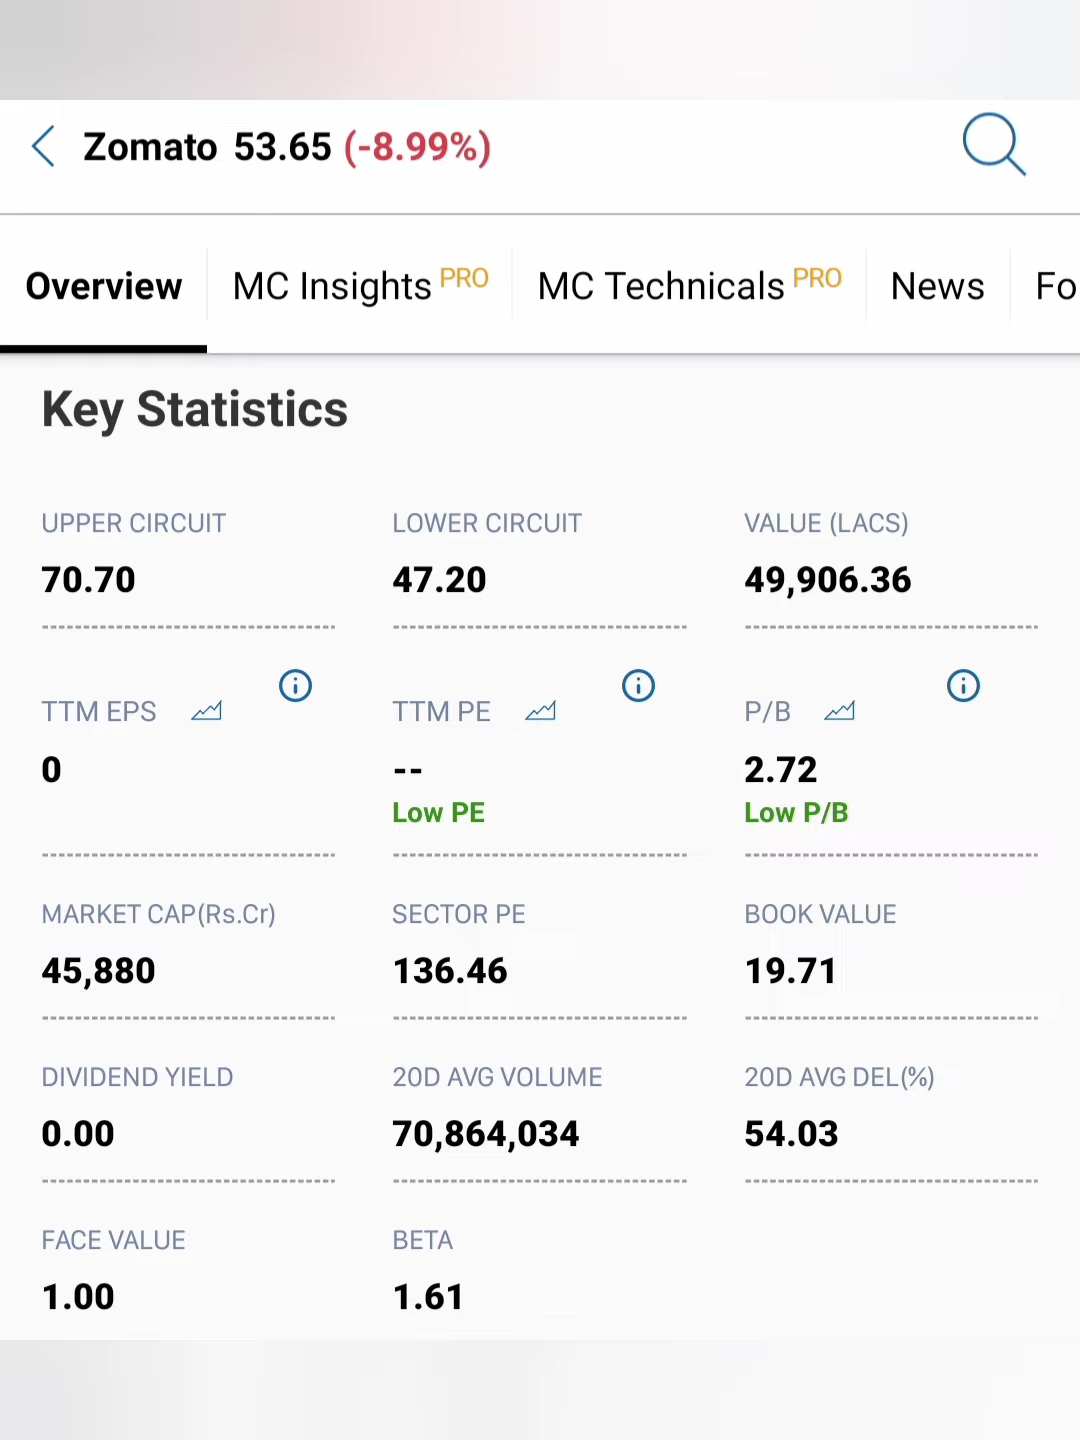 Zomato 53.65 (-8.99%)
Overview MC Insights PRO MC Technicals PRO News Fo
Key Statistics
UPPER CIRCUIT LOWER CIRCUIT VALUE (LACS)
70.70 47.20 49,906.36
TTM EPS TTM PE P/B
0 -- 2.72
Low PE Low P/B
MARKET CAP(Rs.Cr) SECTOR PE BOOK VALUE
45,880 136.46 19.71
DIVIDEND YIELD 20D AVG VOLUME 20D AVG DEL(%)
0.00 70,864,034 54.03
FACE VALUE BETA
1.00 1.61